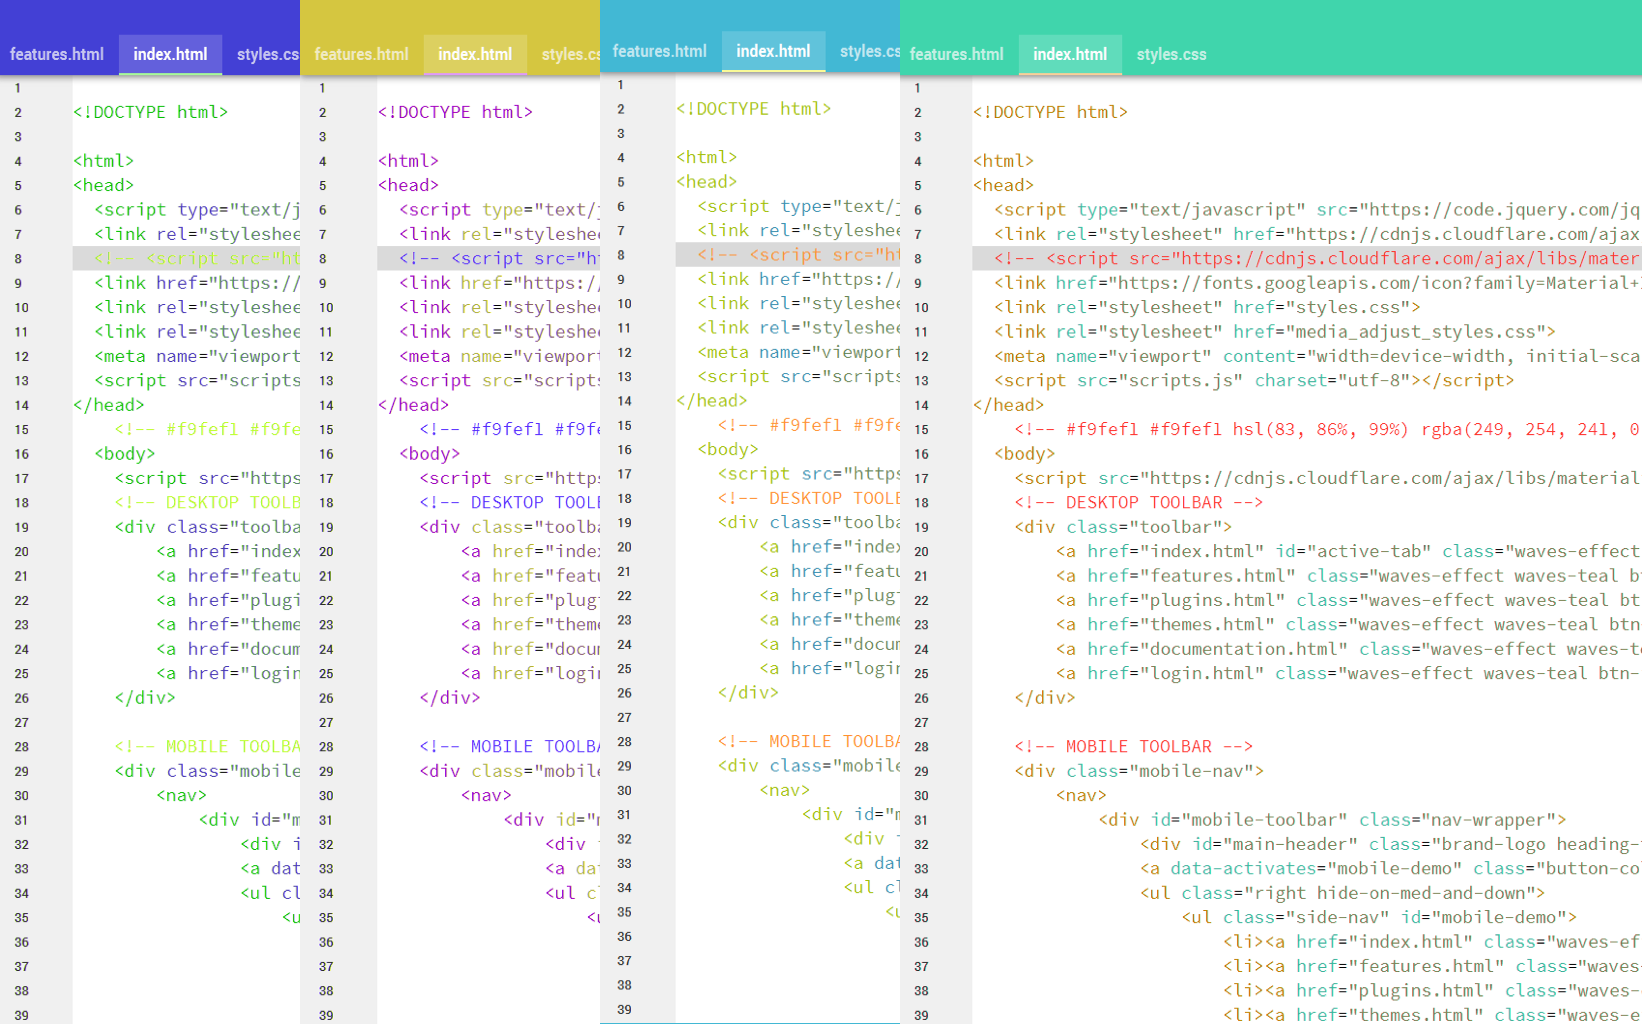 features.html index.html styles.cs
1
2 <!DOCTYPE html>
3
4 <html>
5 <head>
6 <script type="text/j
7 <link rel="styleshee
8 <!-- <script src="ht
9 <link href="https://
10 <link rel="styleshee
11 <link rel="styleshee
12 <meta name="viewport
13 <script src="scripts
14 </head>
15 <!-- #f9fef1 #f9fe
16 <body>
17 <script src="https
18 <!-- DESKTOP TOOLB
19 <div class="toolba
20 <a href="index
21 <a href="featu
22 <a href="plugi
23 <a href="theme
24 <a href="docum
25 <a href="login
26 </div>
27
28 <!-- MOBILE TOOLBA
29 <div class="mobile
30 <nav>
31 <div id="m
32 <div i
33 <a dat
34 <ul cl
35 <u
36
37
38
39
features.html index.html styles.cs
1
2 <!DOCTYPE html>
3
4 <html>
5 <head>
6 <script type="text/j
7 <link rel="styleshee
8 <!-- <script src="ht
9 <link href="https:/
10 <link rel="styleshee
11 <link rel="styleshee
12 <meta name="viewport
13 <script src="scripts
14 </head>
15 <!-- #f9fef1 #f9fe
16 <body>
17 <script src="https
18 <!-- DESKTOP TOOLB
19 <div class="toolba
20 <a href="index
21 <a href="featu
22 <a href="plugi
23 <a href="theme
24 <a href="docum
25 <a href="login
26 </div>
27
28 <!-- MOBILE TOOLBA
29 <div class="mobile
30 <nav>
31 <div id="m
32 <div i
33 <a dat
34 <ul cl
35 <u
36
37
38
39
features.html index.html styles.cs
1
2 <!DOCTYPE html>
3
4 <html>
5 <head>
6 <script type="text/j
7 <link rel="styleshee
8 <!-- <script src="ht
9 <link href="https:/
10 <link rel="styleshee
11 <link rel="styleshee
12 <meta name="viewport
13 <script src="scripts
14 </head>
15 <!-- #f9fef1 #f9fe
16 <body>
17 <script src="https
18 <!-- DESKTOP TOOLB
19 <div class="toolba
20 <a href="index
21 <a href="featu
22 <a href="plugi
23 <a href="theme
24 <a href="docum
25 <a href="login
26 </div>
27
28 <!-- MOBILE TOOLBA
29 <div class="mobile
30 <nav>
31 <div id="m
32 <div i
33 <a dat
34 <ul cl
35 <u
36
37
38
39
features.html index.html styles.css
1
2 <!DOCTYPE html>
3
4 <html>
5 <head>
6 <script type="text/javascript" src="https://code.jquery.com/jq
7 <link rel="stylesheet" href="https://cdnjs.cloudflare.com/ajax
8 <!-- <script src="https://cdnjs.cloudflare.com/ajax/libs/mater
9 <link href="https://fonts.googleapis.com/icon?family=Material+I
10 <link rel="stylesheet" href="styles.css">
11 <link rel="stylesheet" href="media_adjust_styles.css">
12 <meta name="viewport" content="width=device-width, initial-sca
13 <script src="scripts.js" charset="utf-8"></script>
14 </head>
15 <!-- #f9fef1 #f9fef1 hsl(83, 86%, 99%) rgba(249, 254, 241, 0
16 <body>
17 <script src="https://cdnjs.cloudflare.com/ajax/libs/material
18 <!-- DESKTOP TOOLBAR -->
19 <div class="toolbar">
20 <a href="index.html" id="active-tab" class="waves-effect
21 <a href="features.html" class="waves-effect waves-teal bt
22 <a href="plugins.html" class="waves-effect waves-teal bt
23 <a href="themes.html" class="waves-effect waves-teal btn-
24 <a href="documentation.html" class="waves-effect waves-t
25 <a href="login.html" class="waves-effect waves-teal btn-
26 </div>
27
28 <!-- MOBILE TOOLBAR -->
29 <div class="mobile-nav">
30 <nav>
31 <div id="mobile-toolbar" class="nav-wrapper">
32 <div id="main-header" class="brand-logo heading-
33 <a data-activates="mobile-demo" class="button-co
34 <ul class="right hide-on-med-and-down">
35 <ul class="side-nav" id="mobile-demo">
36 <li><a href="index.html" class="waves-ef
37 <li><a href="features.html" class="waves
38 <li><a href="plugins.html" class="waves-
39 <li><a href="themes.html" class="waves-e